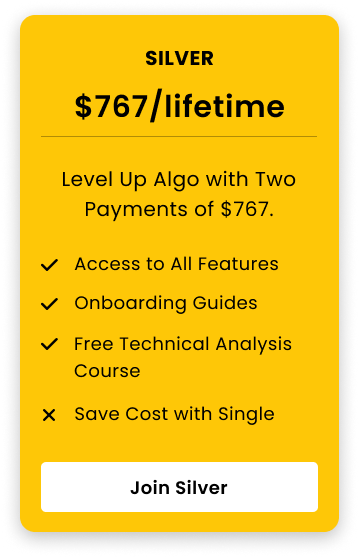 SILVER
$767/lifetime
Level Up Algo with Two
Payments of $767.
Access to All Features
Onboarding Guides
Free Technical Analysis
Course
Save Cost with Single
Join Silver